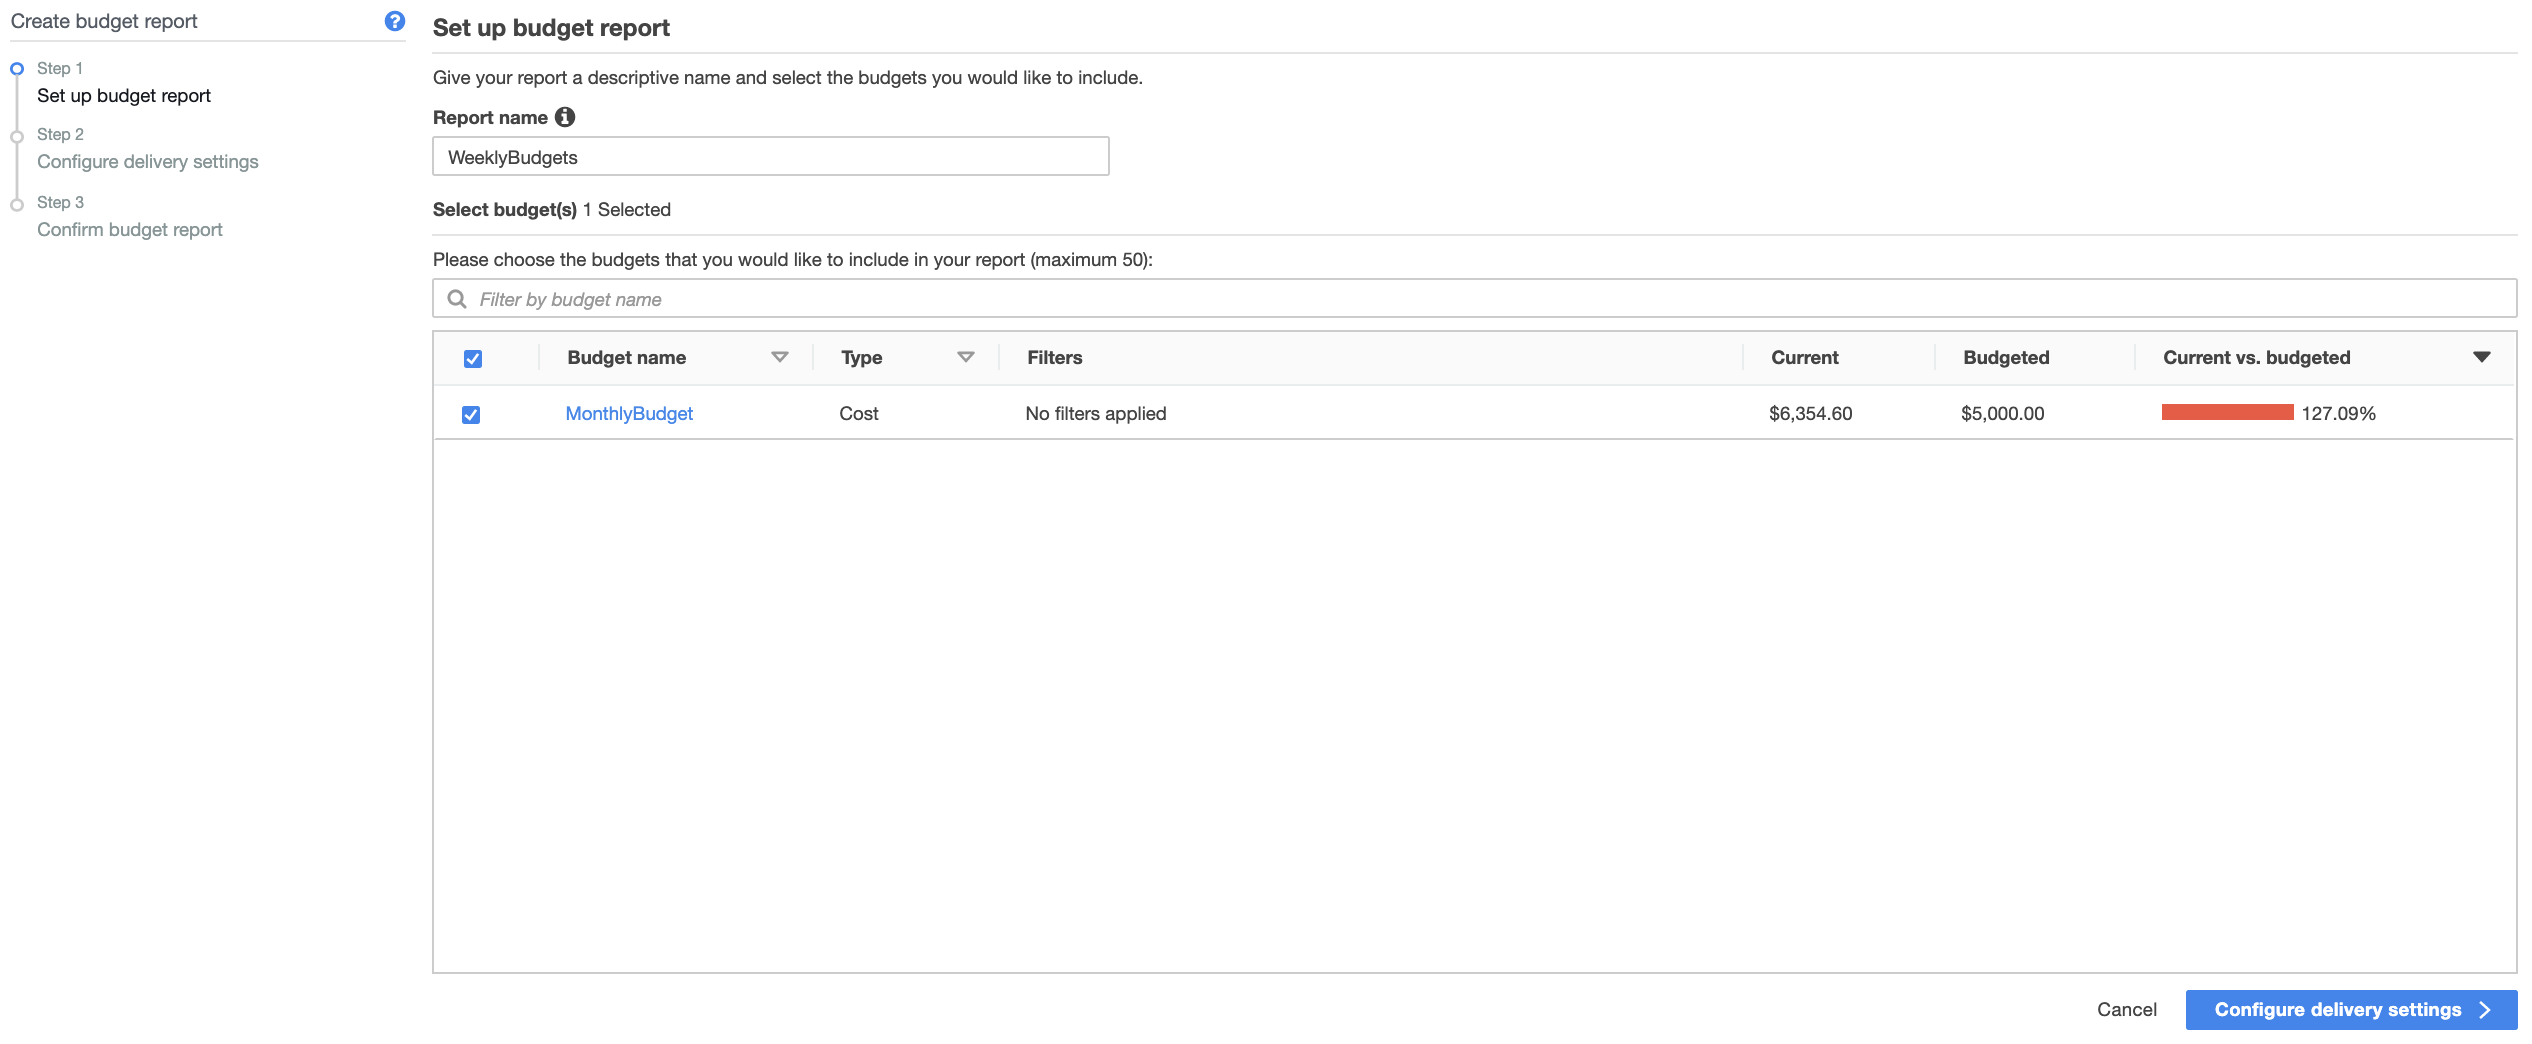 Create budget report
Step 1
Set up budget report
Step 2
Configure delivery settings
Step 3
Confirm budget report
Set up budget report
Give your report a descriptive name and select the budgets you would like to include.
Report name
WeeklyBudgets
Select budget(s) 1 Selected
Please choose the budgets that you would like to include in your report (maximum 50):
Filter by budget name
Budget name Type Filters Current Budgeted Current vs. budgeted
MonthlyBudget Cost No filters applied $6,354.60 $5,000.00 127.09%
Cancel Configure delivery settings